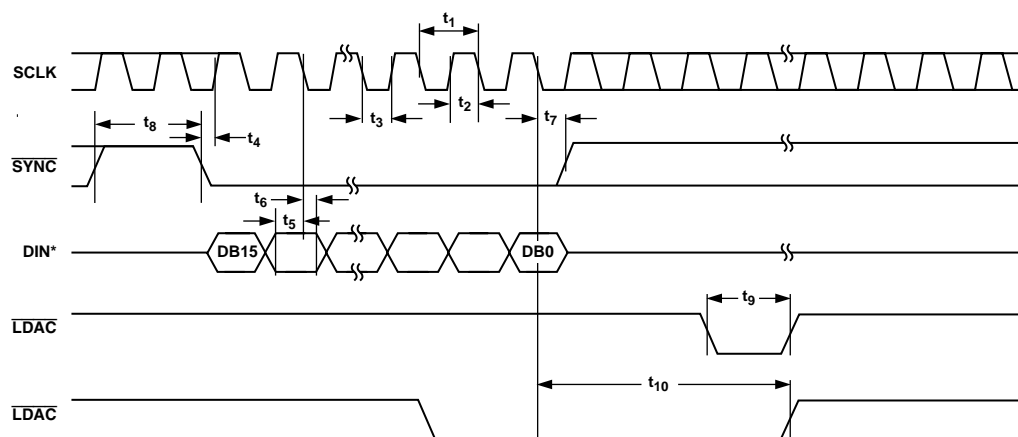 t1
SCLK
t2
t3
t7
t8
t4
SYNC
t6
t5
DIN*
DB15
DB0
t9
LDAC
t10
LDAC